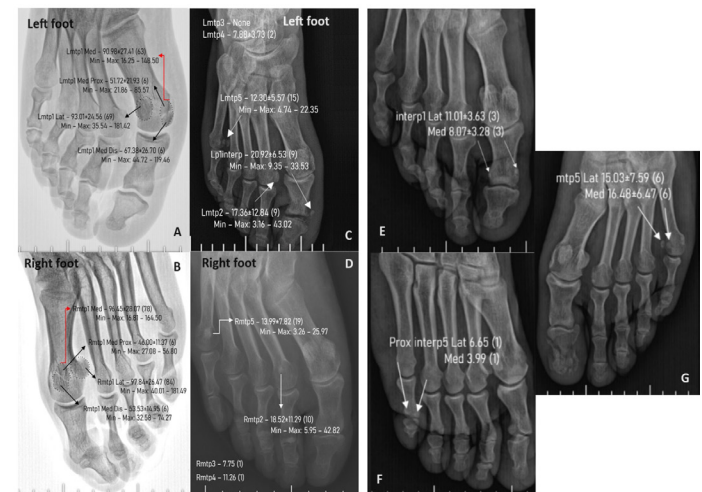 Left foot
Lmtp1 Med – 90.98±27.41 (63)
Min – Max: 16.25 – 148.50
Lmtp1 Med Prox – 51.72±21.93 (6)
Min – Max: 21.86 – 85.57
Lmtp1 Lat – 93.01±24.56 (69)
Min – Max: 35.54 – 181.42
Lmtp1 Med Dis – 67.38±26.70 (6)
Min – Max: 44.72 – 119.46
A
Lmtp3 – None
Lmtp4 – 7.88±3.73 (2)
Left foot
Lmtp5 – 12.30±5.57 (15)
Min – Max: 4.74 – 22.35
Lp1interp – 20.92±6.53 (9)
Min – Max: 9.35 – 33.53
Lmtp2 – 17.36±12.84 (9)
Min – Max: 3.16 – 43.02
C
interp1 Lat 11.01±3.63 (3)
Med 8.07±3.28 (3)
E
mtp5 Lat 15.03±7.59 (6)
Med 16.48±6.47 (6)
G
Right foot
B
Rmtp1 Med – 96.45±28.07 (78)
Min – Max: 16.81 – 164.50
Rmtp1 Med Prox – 46.00±11.37 (6)
Min – Max: 27.08 – 56.80
Rmtp1 Lat – 97.84±26.47 (84)
Min – Max: 40.01 – 181.49
Rmtp1 Med Dis – 53.53±14.95 (6)
Min – Max: 32.58 – 74.27
Right foot
D
Rmtp5 – 13.99±7.82 (19)
Min – Max: 3.26 – 25.97
Rmtp2 – 18.52±11.29 (10)
Min – Max: 5.95 – 42.82
Rmtp3 – 7.75 (1)
Rmtp4 – 11.26 (1)
Prox interp5 Lat 6.65 (1)
Med 3.99 (1)
F